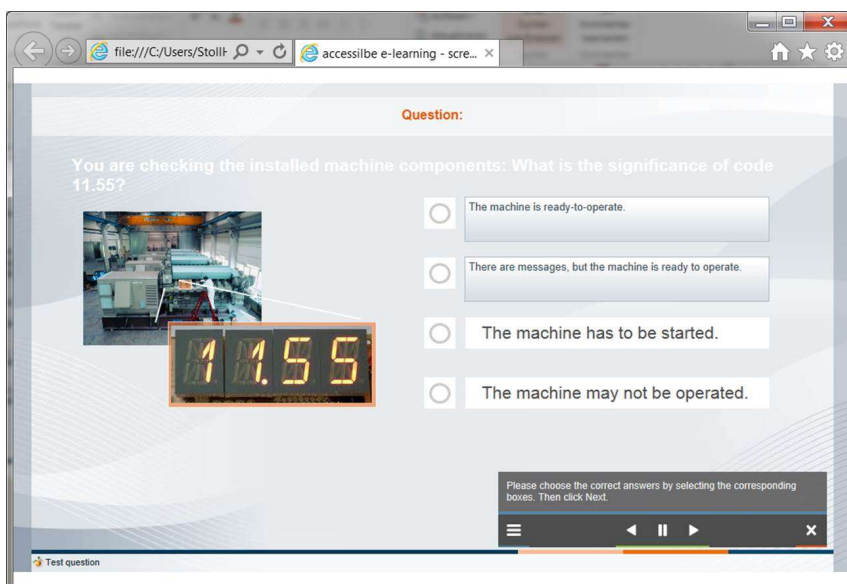 file:///C:/Users/Stollh
accessilbe e-learning - scre...
Question:
You are checking the installed machine components: What is the significance of code
11.55?
The machine is ready-to-operate.
There are messages, but the machine is ready to operate.
11.55
The machine has to be started.
The machine may not be operated.
Please choose the correct answers by selecting the corresponding
boxes. Then click Next.
Test question